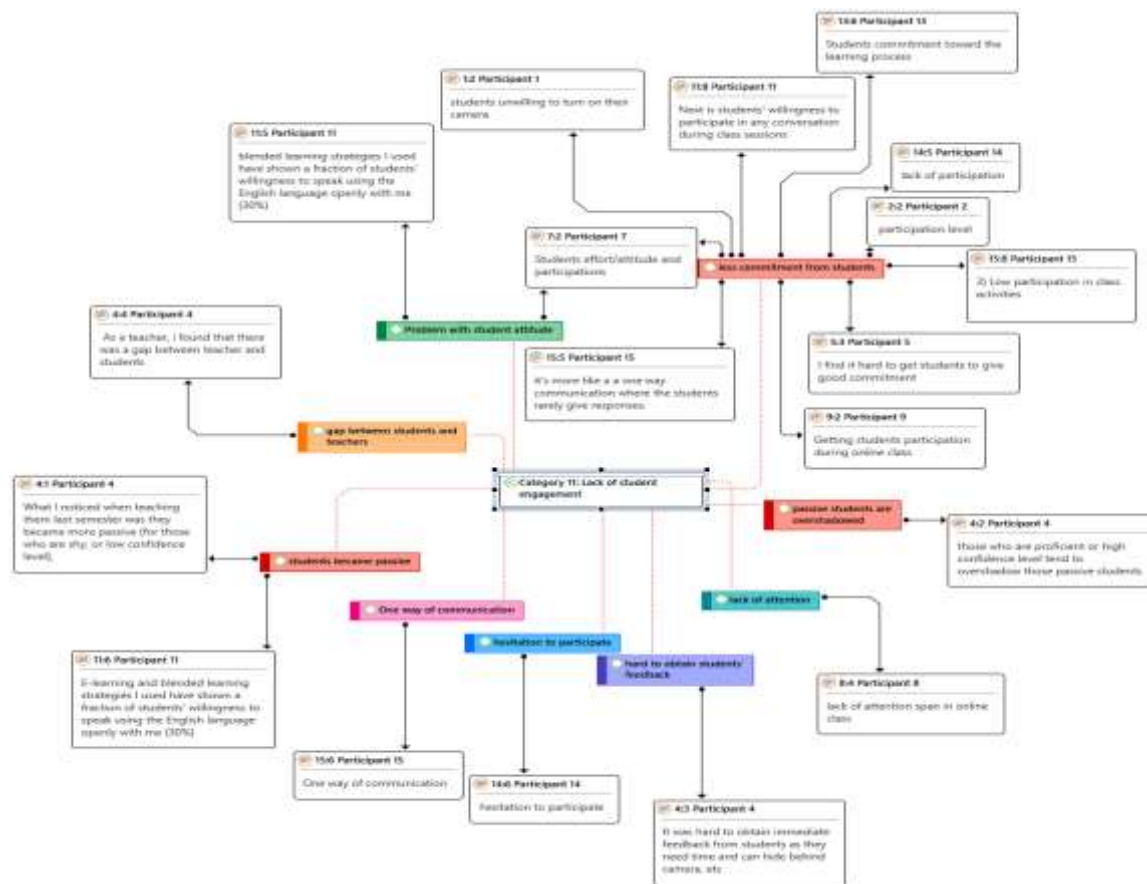 13:6 Participant 13
Students commitment toward the
learning process
1:2 Participant 1
students unwilling to turn on their
camera
11:8 Participant 11
Next is students' willingness to
participate in any conversation
during class sessions
11:5 Participant 11
blended learning strategies I used
have shown a fraction of students'
willingness to speak using the
English language openly with me
(30%)
14:5 Participant 14
lack of participation
2:2 Participant 2
participation level
7:2 Participant 7
Students effort/attitude and
participations
less commitment from students
15:8 Participant 15
3) Low participation in class
activities
4:4 Participant 4
As a teacher, I found that there
was a gap between teacher and
students
Problem with student attitude
15:5 Participant 15
It's more like a a one way
communication where the students
rarely give responses.
5:3 Participant 5
I find it hard to get students to give
good commitment
9:2 Participant 9
Getting students participation
during online class
gap between students and
teachers
Category 11: Lack of student
engagement
4:1 Participant 4
What I noticed when teaching
them last semester was they
became more passive (for those
who are shy, or low confidence
level),
passive students are
overshadowed
4:2 Participant 4
those who are proficient or high
confidence level tend to
overshadow those passive students
students became passive
One way of communication
lack of attention
hesitation to participate
hard to obtain students'
feedback
11:6 Participant 11
E-learning and blended learning
strategies I used have shown a
fraction of students' willingness to
speak using the English language
openly with me (30%)
8:4 Participant 8
lack of attention span in online
class
15:6 Participant 15
One way of communication
14:6 Participant 14
hesitation to participate
4:3 Participant 4
It was hard to obtain immediate
feedback from students as they
need time and can hide behind
camera, etc